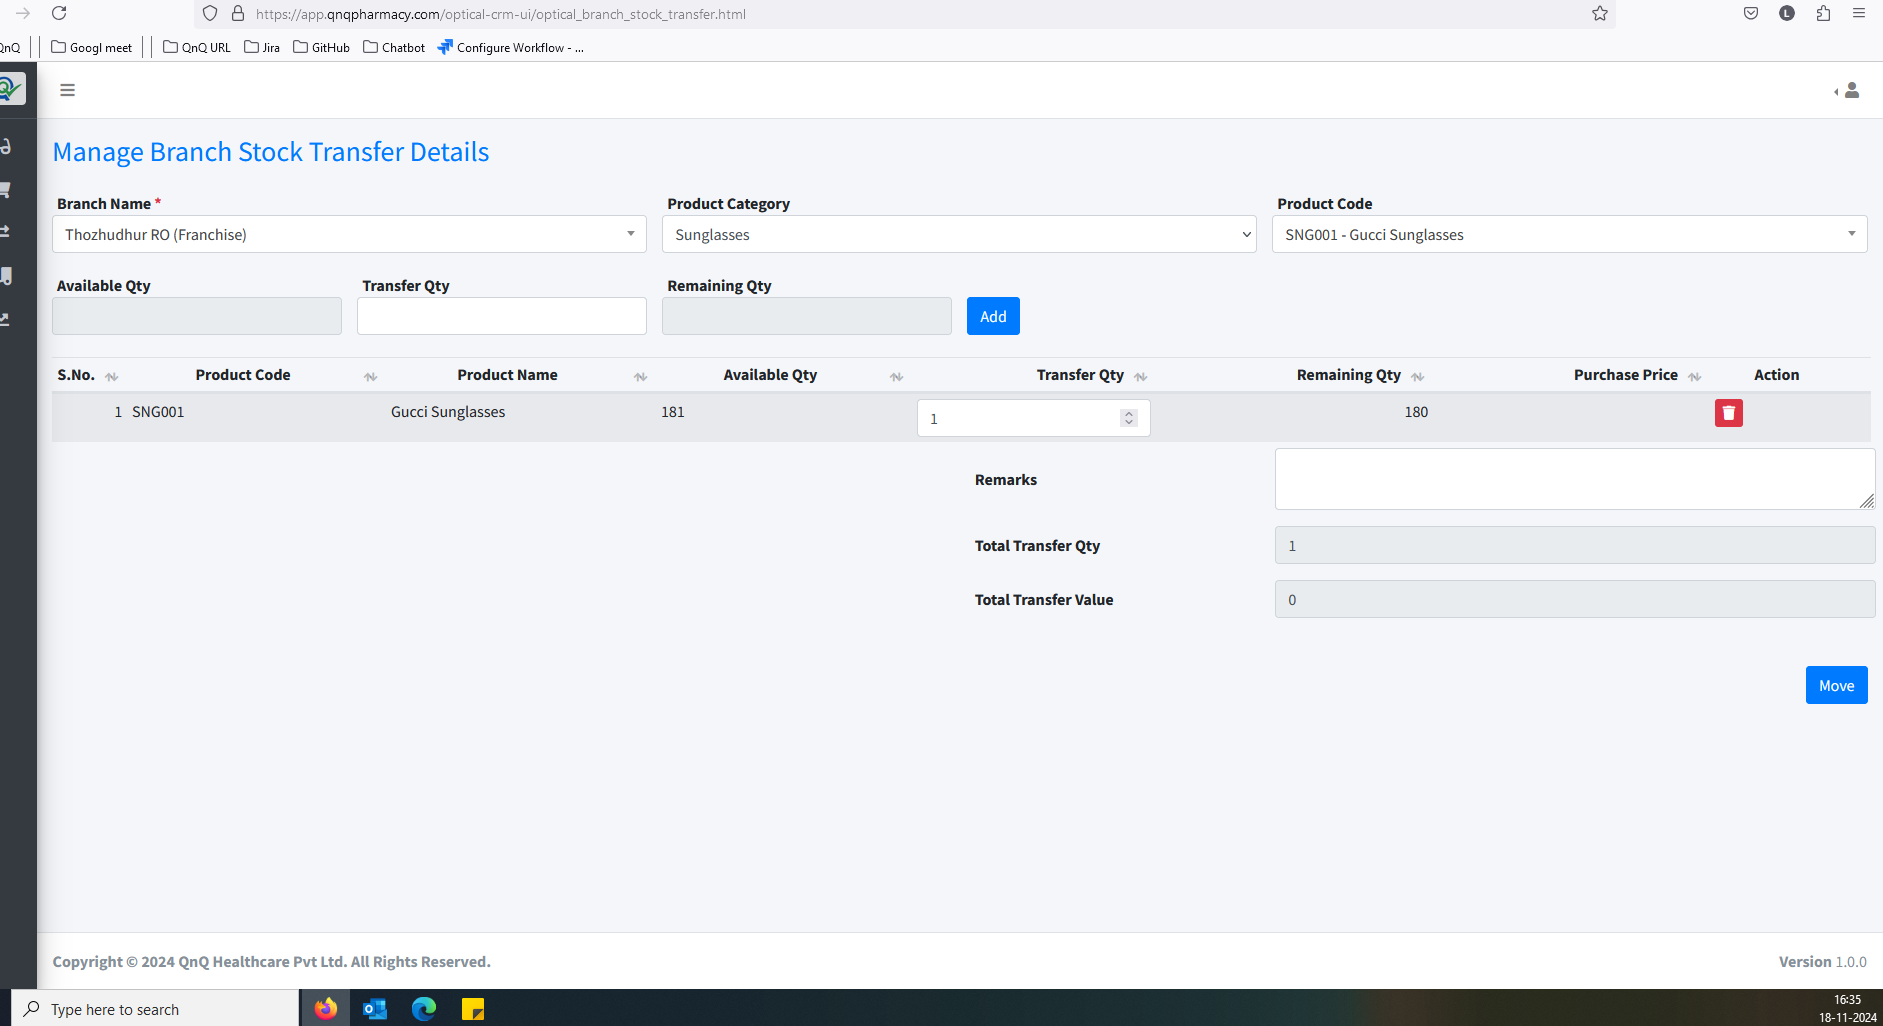 https://app.qnqpharmacy.com/optical-crm-ui/optical_branch_stock_transfer.html
L
QnQ Googl meet QnQ URL Jira GitHub Chatbot Configure Workflow - ...
Manage Branch Stock Transfer Details
Branch Name * Product Category Product Code
Thozhudhur RO (Franchise) Sunglasses SNG001 - Gucci Sunglasses
Available Qty Transfer Qty Remaining Qty
Add
S.No. Product Code Product Name Available Qty Transfer Qty Remaining Qty Purchase Price Action
1 SNG001 Gucci Sunglasses 181 1 180
Remarks
Total Transfer Qty 1
Total Transfer Value 0
Move
Copyright © 2024 QnQ Healthcare Pvt Ltd. All Rights Reserved. Version 1.0.0
Type here to search
16:35
18-11-2024